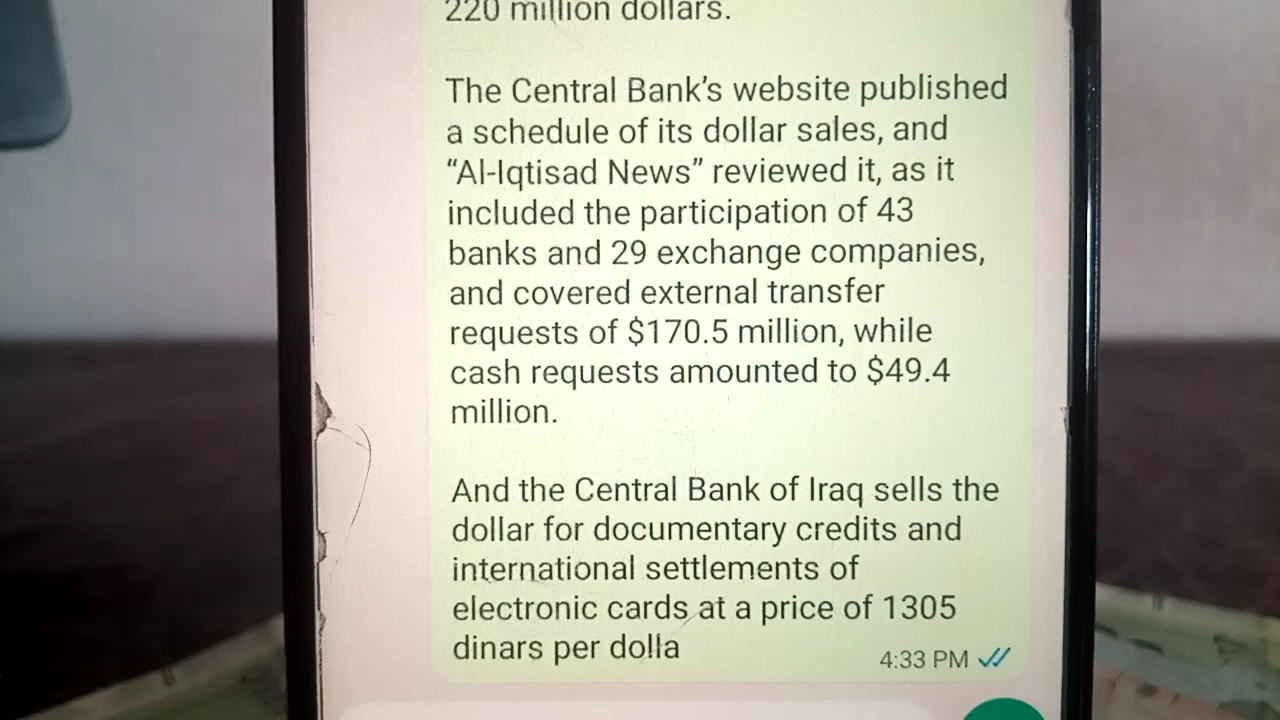 220 million dollars.
The Central Bank’s website published
a schedule of its dollar sales, and
“Al-Iqtisad News” reviewed it, as it
included the participation of 43
banks and 29 exchange companies,
and covered external transfer
requests of $170.5 million, while
cash requests amounted to $49.4
million.
And the Central Bank of Iraq sells the
dollar for documentary credits and
international settlements of
electronic cards at a price of 1305
dinars per dolla
4:33 PM